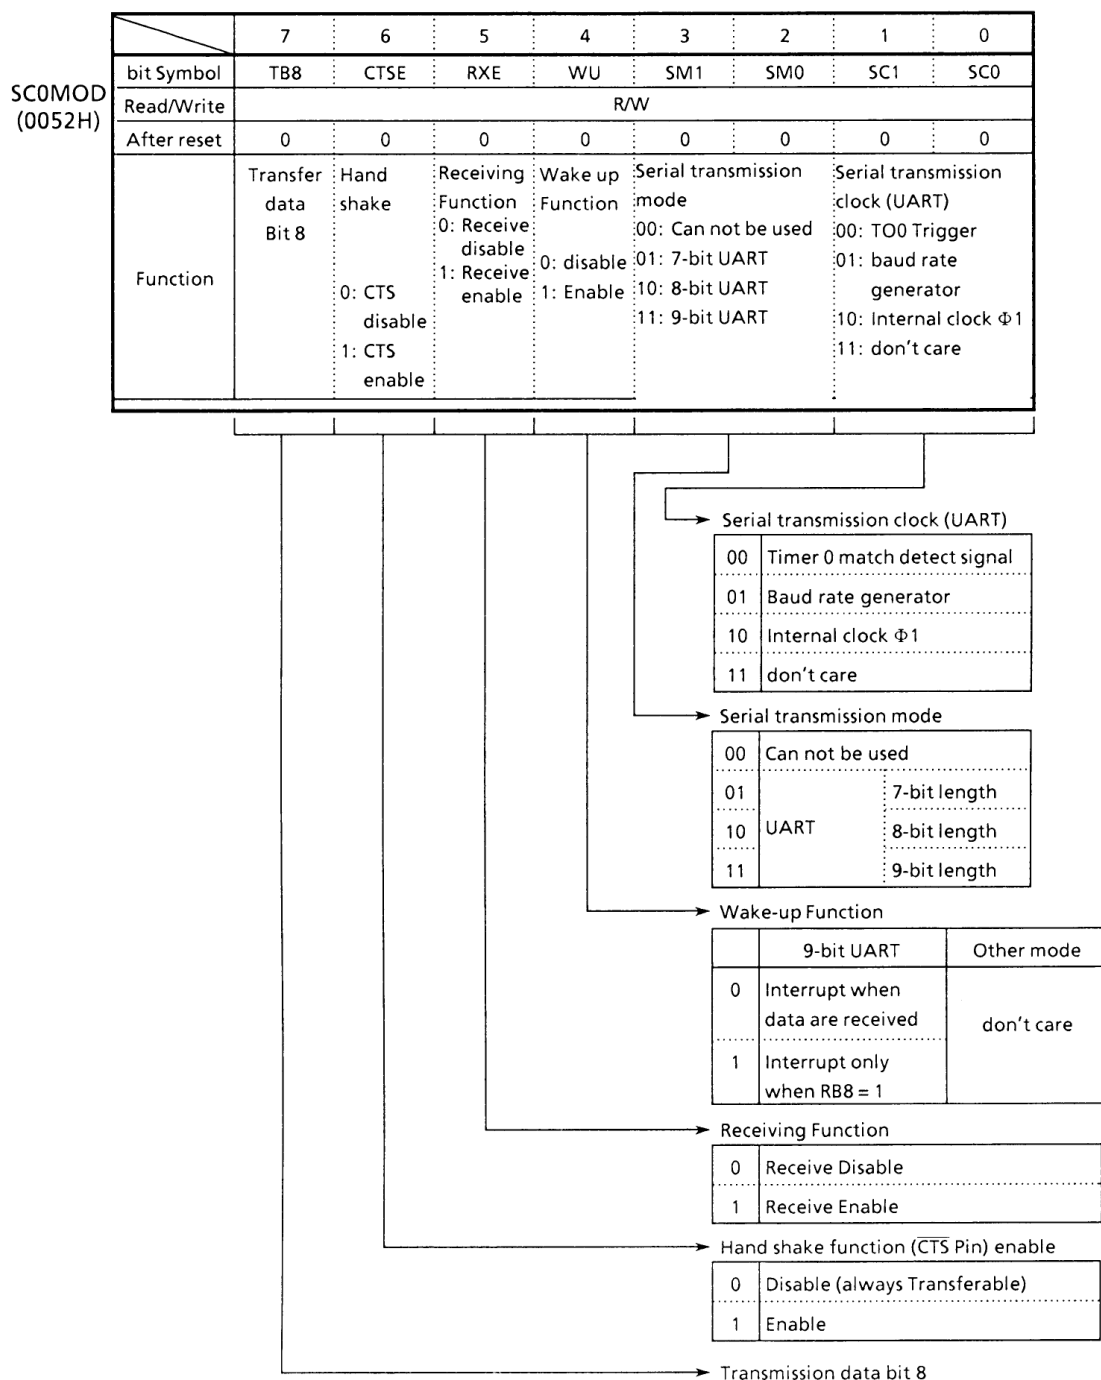 7 6 5 4 3 2 1 0
bit Symbol TB8 CTSE RXE WU SM1 SM0 SC1 SC0
SC0MOD
(0052H)
Read/Write R/W
After reset 0 0 0 0 0 0 0 0
Function
Transfer
data
Bit 8
Hand
shake
0: CTS
disable
1: CTS
enable
Receiving
Function
0: Receive
disable
1: Receive
enable
Wake up
Function
0: disable
1: Enable
Serial transmission
mode
00: Can not be used
01: 7-bit UART
10: 8-bit UART
11: 9-bit UART
Serial transmission
clock (UART)
00: TO0 Trigger
01: baud rate
generator
10: Internal clock Φ1
11: don't care
Serial transmission clock (UART)
00 Timer 0 match detect signal
01 Baud rate generator
10 Internal clock Φ1
11 don't care
Serial transmission mode
00 Can not be used
01 7-bit length
10 UART 8-bit length
11 9-bit length
Wake-up Function
9-bit UART Other mode
0 Interrupt when
data are received
don't care
1 Interrupt only
when RB8 = 1
Receiving Function
0 Receive Disable
1 Receive Enable
Hand shake function (C̅T̅S̅ Pin) enable
0 Disable (always Transferable)
1 Enable
Transmission data bit 8